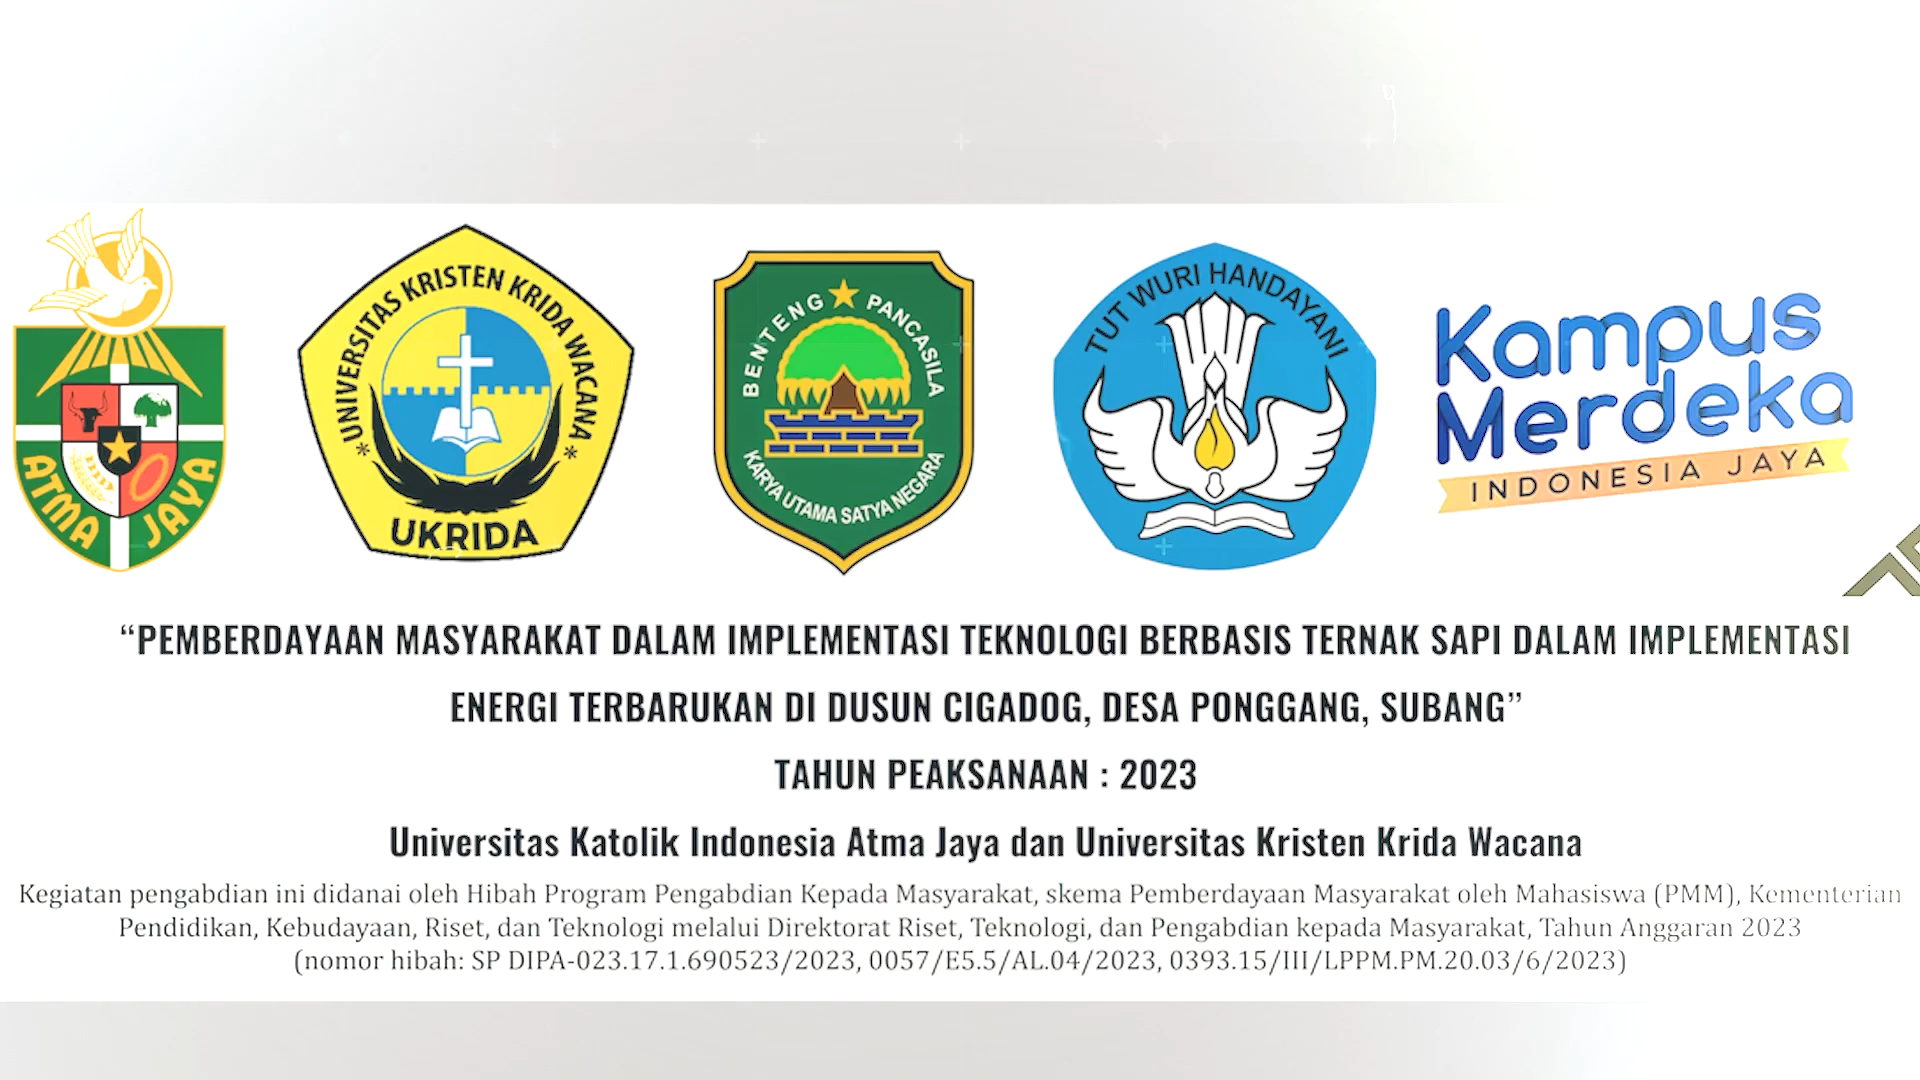 ATMA JAYA
* UNIVERSITAS KRISTEN KRIDA WACANA *
UKRIDA
BENTENG PANCASILA
KARYA UTAMA SATYA NEGARA
TUT WURI HANDAYANI
Kampus
Merdeka
INDONESIA JAYA
“PEMBERDAYAAN MASYARAKAT DALAM IMPLEMENTASI TEKNOLOGI BERBASIS TERNAK SAPI DALAM IMPLEMENTASI
ENERGI TERBARUKAN DI DUSUN CIGADOG, DESA PONGGANG, SUBANG”
TAHUN PEAKSANAAN : 2023
Universitas Katolik Indonesia Atma Jaya dan Universitas Kristen Krida Wacana
Kegiatan pengabdian ini didanai oleh Hibah Program Pengabdian Kepada Masyarakat, skema Pemberdayaan Masyarakat oleh Mahasiswa (PMM), Kementerian
Pendidikan, Kebudayaan, Riset, dan Teknologi melalui Direktorat Riset, Teknologi, dan Pengabdian kepada Masyarakat, Tahun Anggaran 2023
(nomor hibah: SP DIPA-023.17.1.690523/2023, 0057/E5.5/AL.04/2023, 0393.15/III/LPPM.PM.20.03/6/2023)